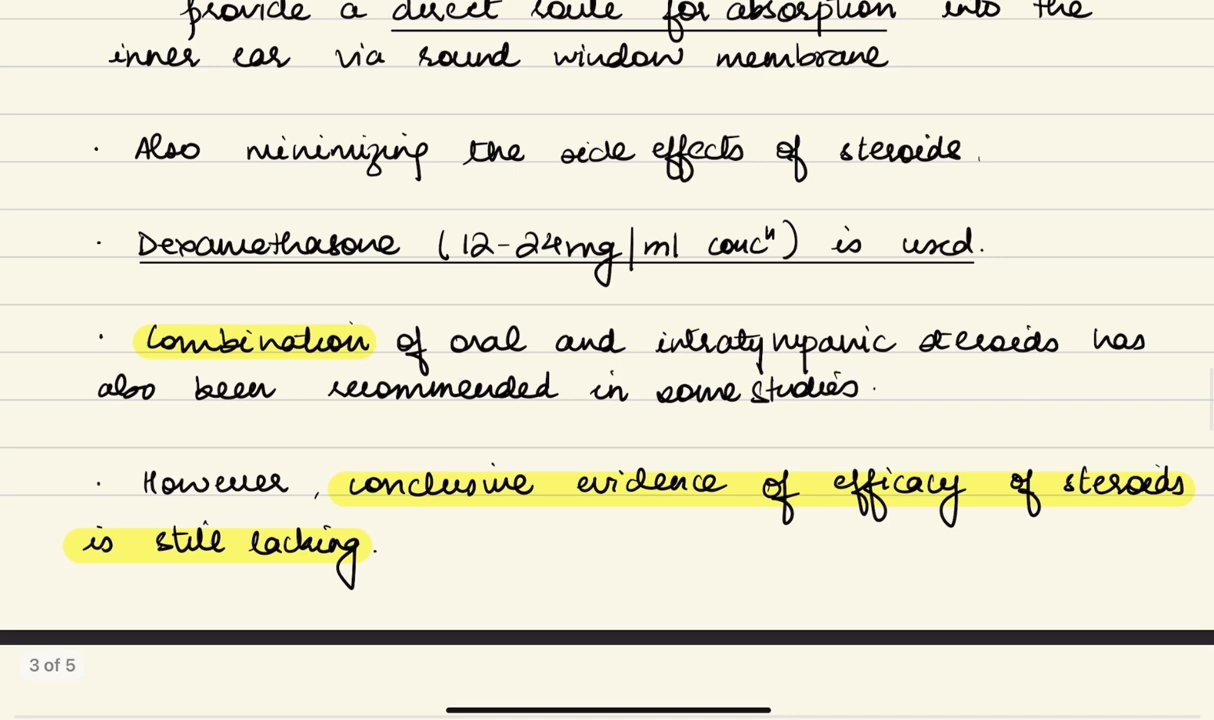 provide a direct route for absorption into the
inner ear via round window membrane
· Also minimizing the side effects of steroids.
· Dexamethasone (12-24mg/ml concⁿ) is used.
· Combination of oral and intratympanic steroids has
also been recommended in some studies.
· However, conclusive evidence of efficacy of steroids
is still lacking.
3 of 5